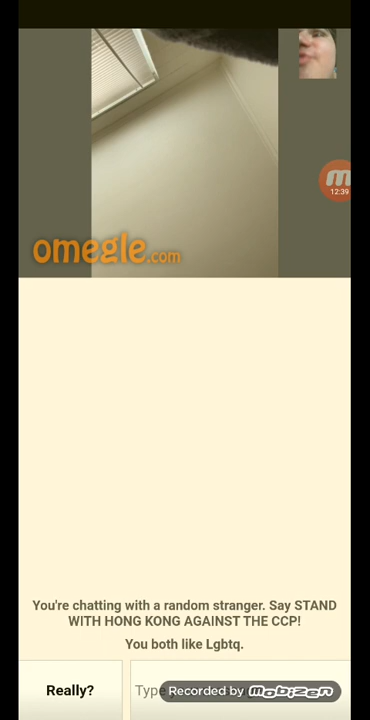 12:39
omegle.com
You're chatting with a random stranger. Say STAND
WITH HONG KONG AGAINST THE CCP!
You both like Lgbtq.
Really?
Type
Recorded by mobizen